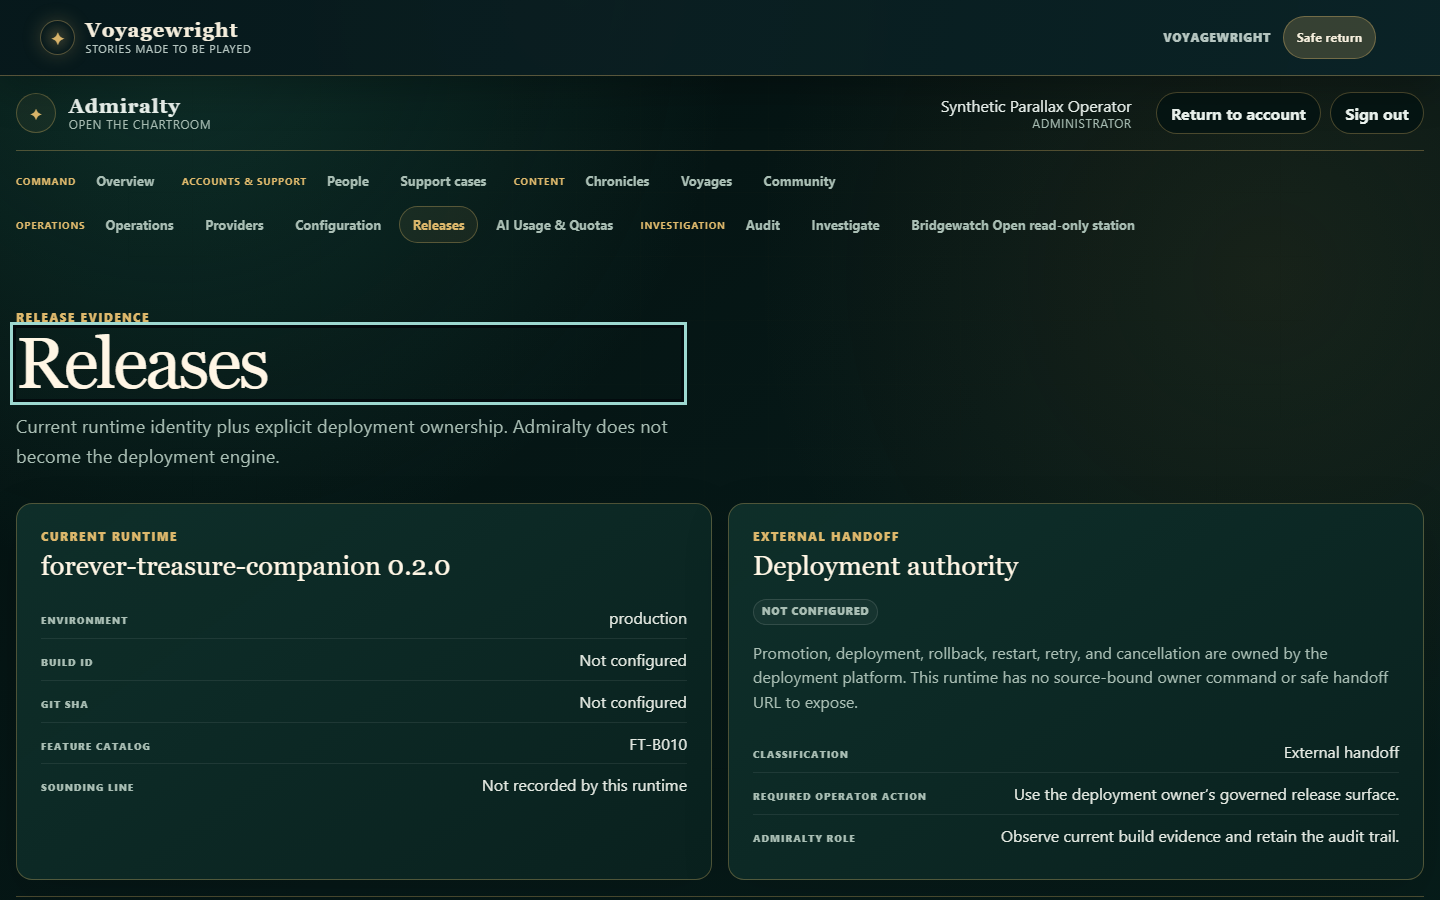 Voyagewright
STORIES MADE TO BE PLAYED
VOYAGEWRIGHT
Safe return
Admiralty
OPEN THE CHARTROOM
Synthetic Parallax Operator
ADMINISTRATOR
Return to account
Sign out
COMMAND Overview ACCOUNTS & SUPPORT People Support cases CONTENT Chronicles Voyages Community
OPERATIONS Operations Providers Configuration Releases AI Usage & Quotas INVESTIGATION Audit Investigate Bridgewatch Open read-only station
RELEASE EVIDENCE
Releases
Current runtime identity plus explicit deployment ownership. Admiralty does not
become the deployment engine.
CURRENT RUNTIME
forever-treasure-companion 0.2.0
ENVIRONMENT production
BUILD ID Not configured
GIT SHA Not configured
FEATURE CATALOG FT-B010
SOUNDING LINE Not recorded by this runtime
EXTERNAL HANDOFF
Deployment authority
NOT CONFIGURED
Promotion, deployment, rollback, restart, retry, and cancellation are owned by the
deployment platform. This runtime has no source-bound owner command or safe handoff
URL to expose.
CLASSIFICATION External handoff
REQUIRED OPERATOR ACTION Use the deployment owner's governed release surface.
ADMIRALTY ROLE Observe current build evidence and retain the audit trail.